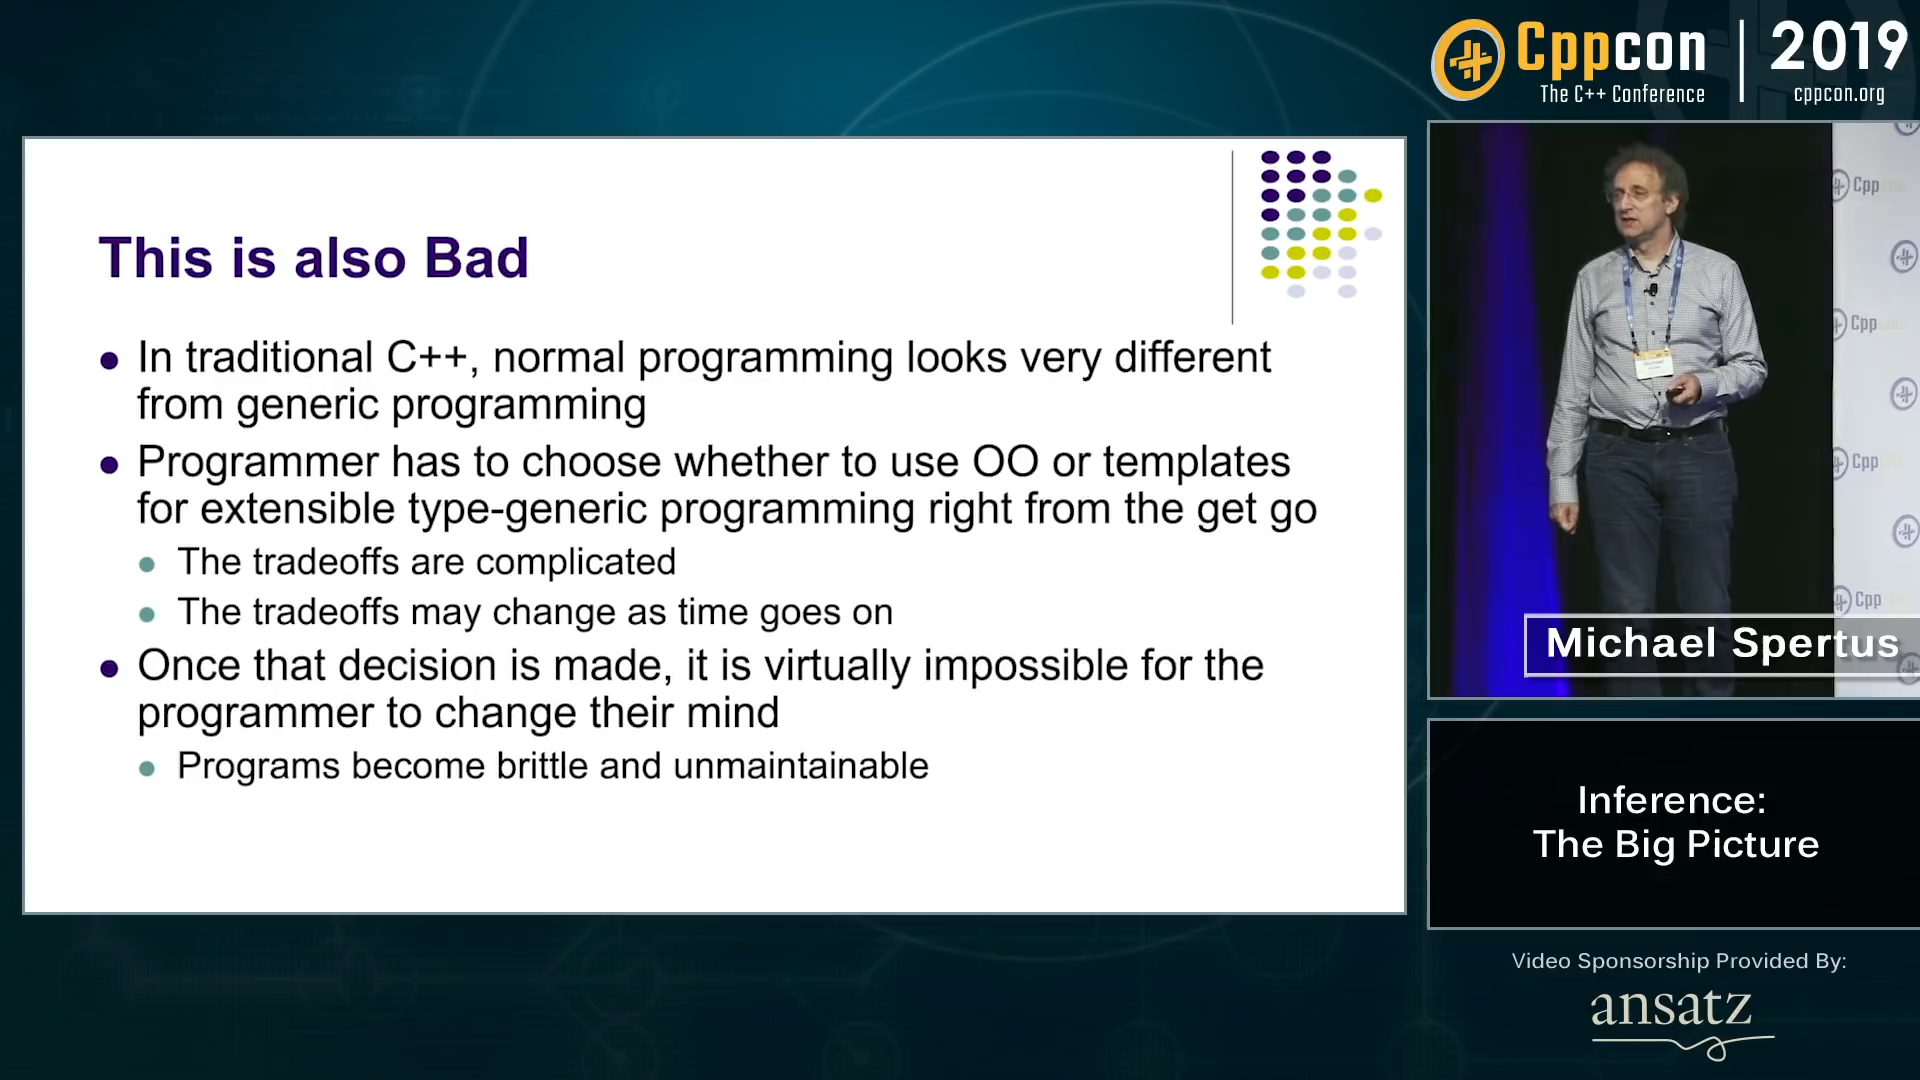 Cppcon
The C++ Conference
2019
cppcon.org
This is also Bad
In traditional C++, normal programming looks very different
from generic programming
Programmer has to choose whether to use OO or templates
for extensible type-generic programming right from the get go
The tradeoffs are complicated
The tradeoffs may change as time goes on
Once that decision is made, it is virtually impossible for the
programmer to change their mind
Programs become brittle and unmaintainable
Cpp
Cpp
Cpp
Cpp
Michael Spertus
Inference:
The Big Picture
Video Sponsorship Provided By:
ansatz